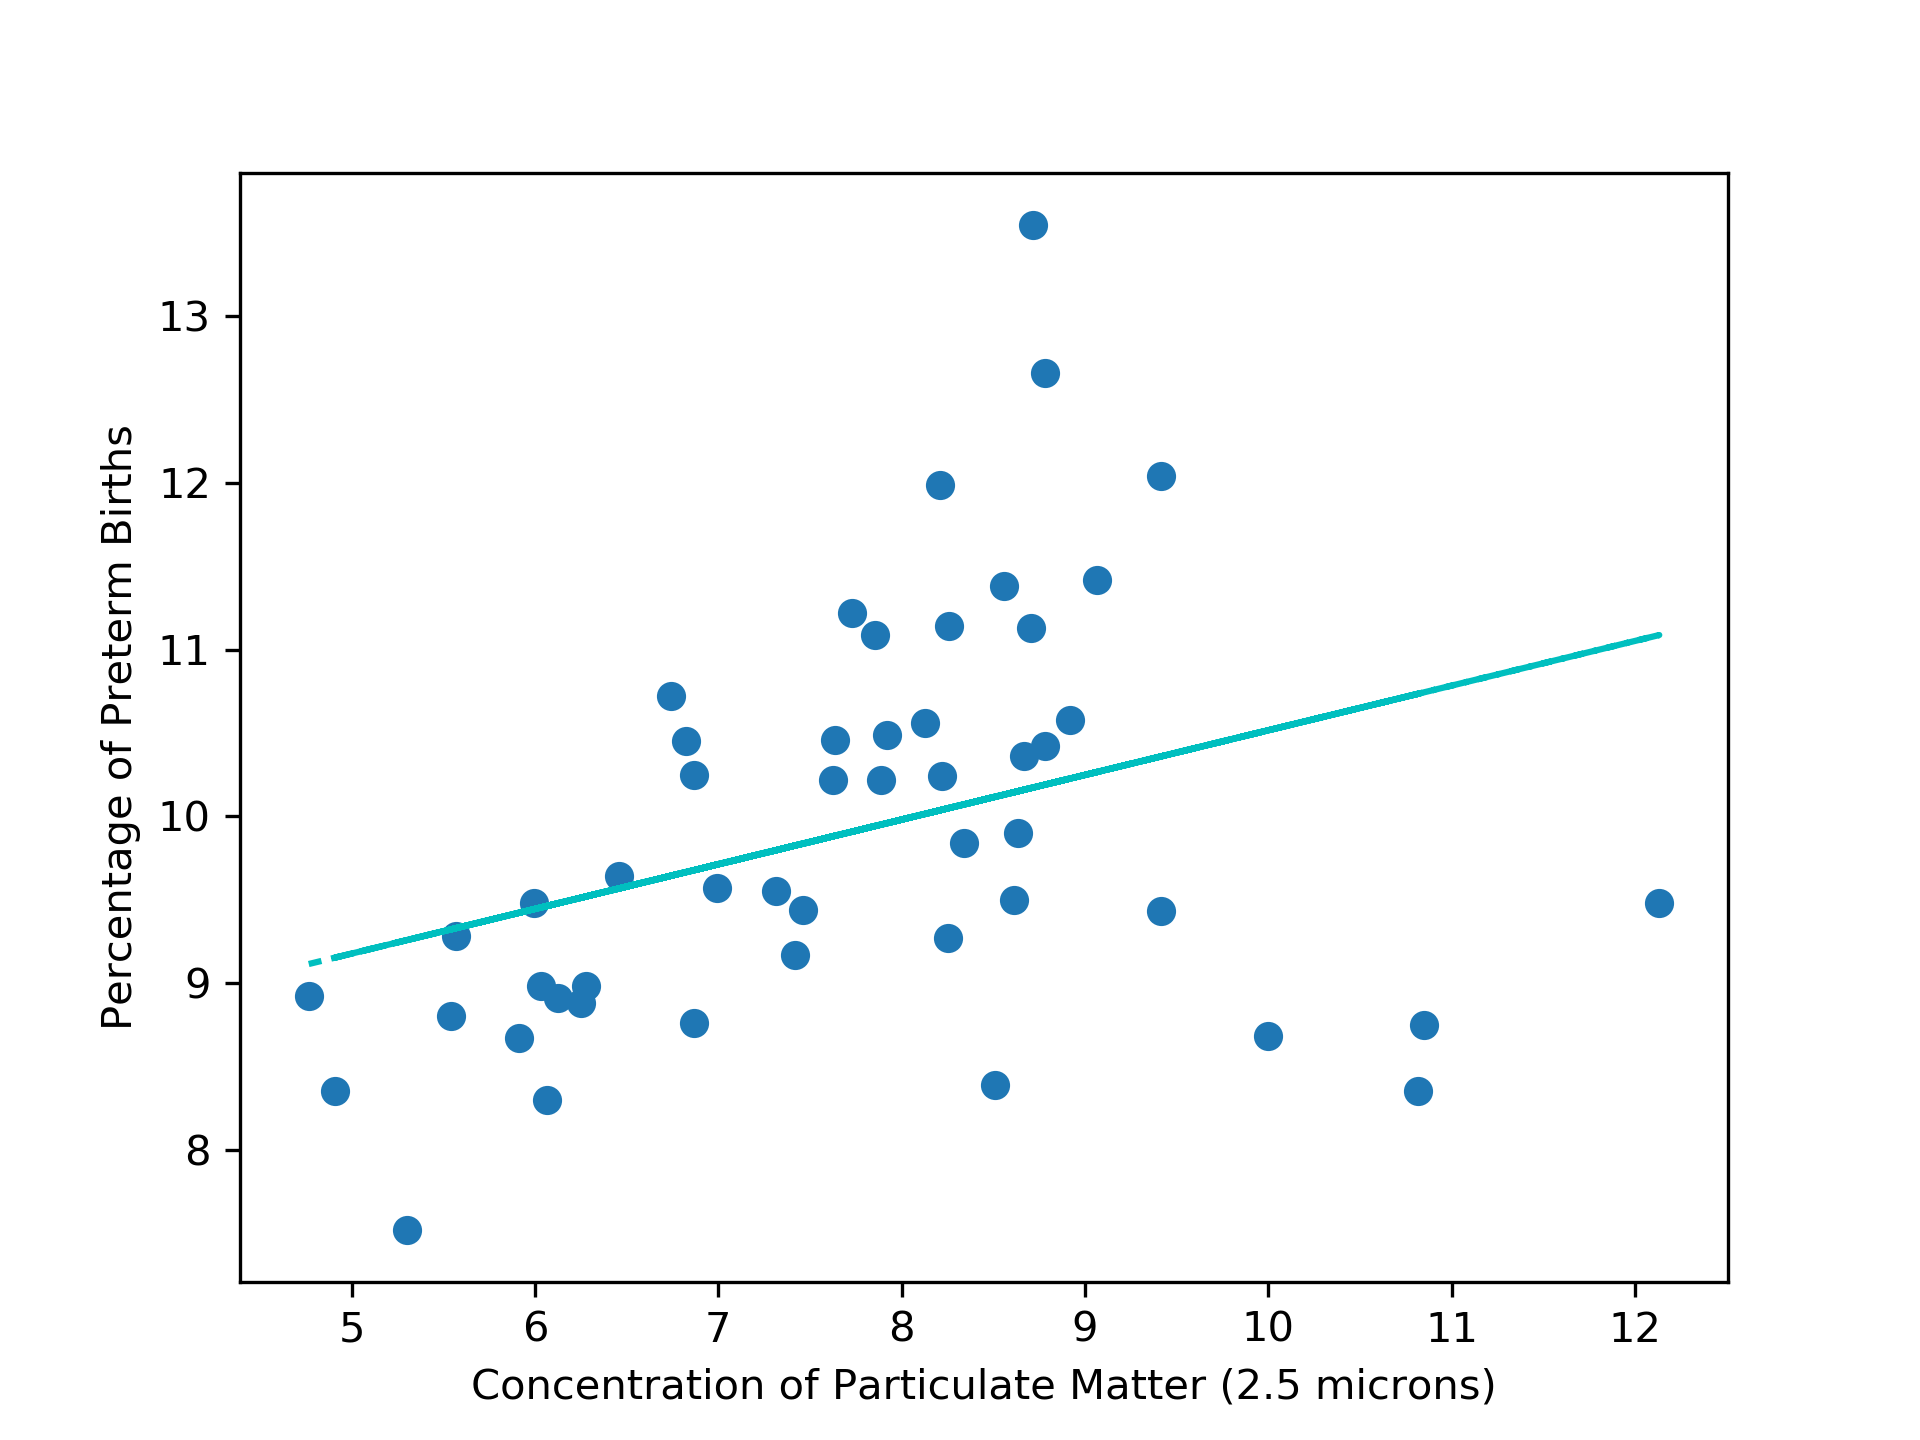 Percentage of Preterm Births
13
12
11
10
9
8
5 6 7 8 9 10 11 12
Concentration of Particulate Matter (2.5 microns)